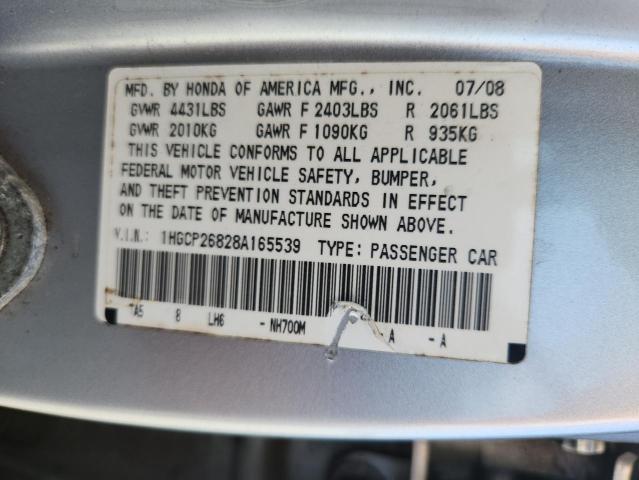 MFD. BY HONDA OF AMERICA MFG., INC. 07/08
GVWR 4431LBS GAWR F 2403LBS R 2061LBS
GVWR 2010KG GAWR F 1090KG R 935KG
THIS VEHICLE CONFORMS TO ALL APPLICABLE
FEDERAL MOTOR VEHICLE SAFETY, BUMPER,
AND THEFT PREVENTION STANDARDS IN EFFECT
ON THE DATE OF MANUFACTURE SHOWN ABOVE.
V.I.N.: 1HGCP26828A165539 TYPE: PASSENGER CAR
TA5 8 LH6 -NH700M -A -A